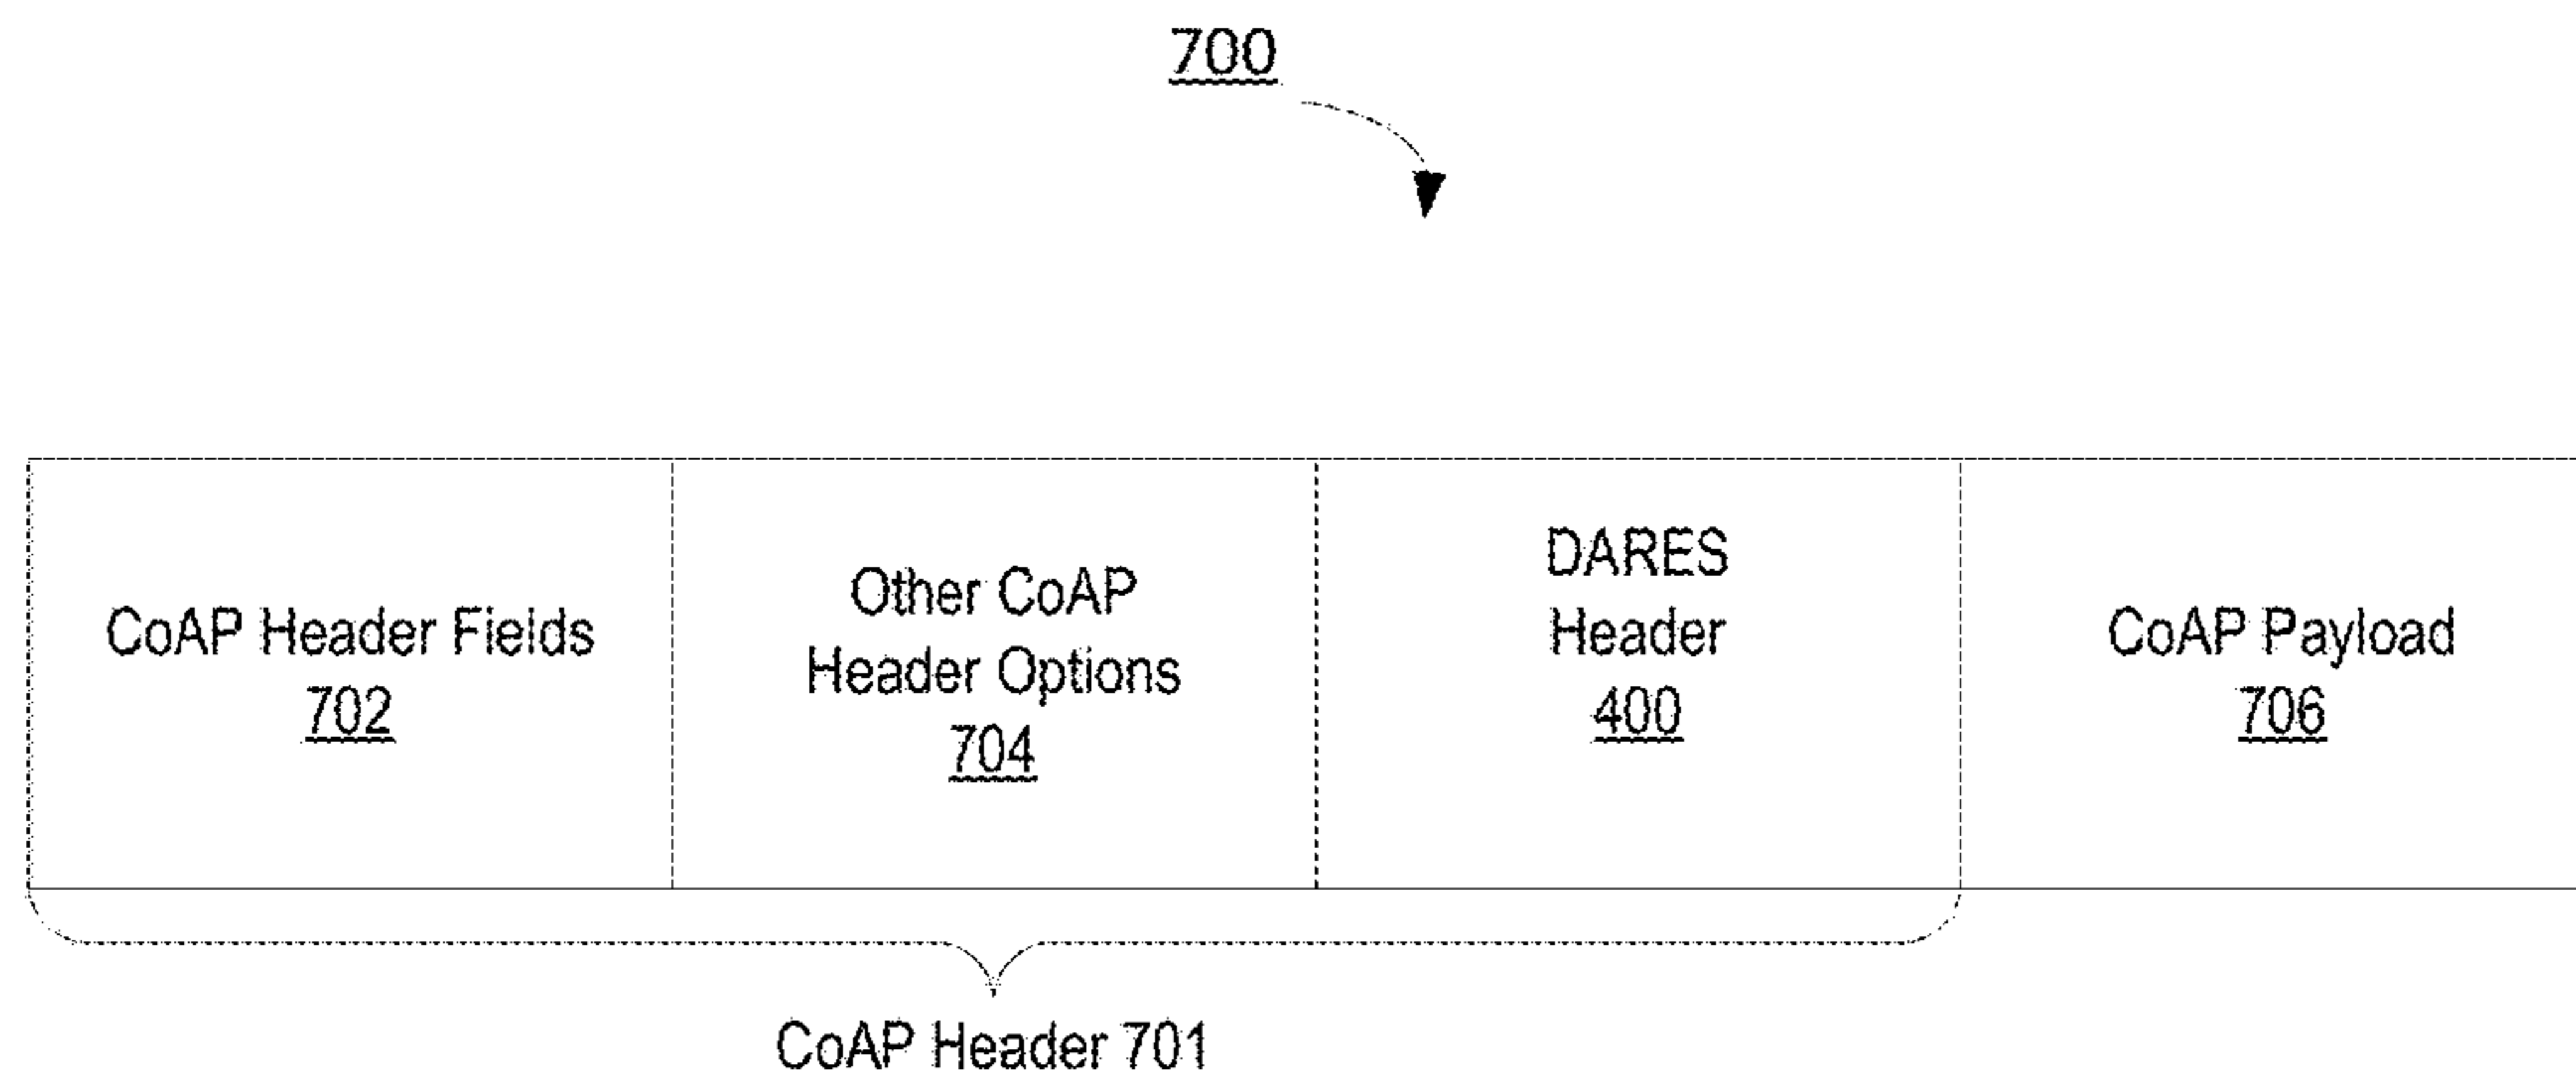 700
CoAP Header Fields
702
Other CoAP
Header Options
704
DARES
Header
400
CoAP Payload
706
CoAP Header 701